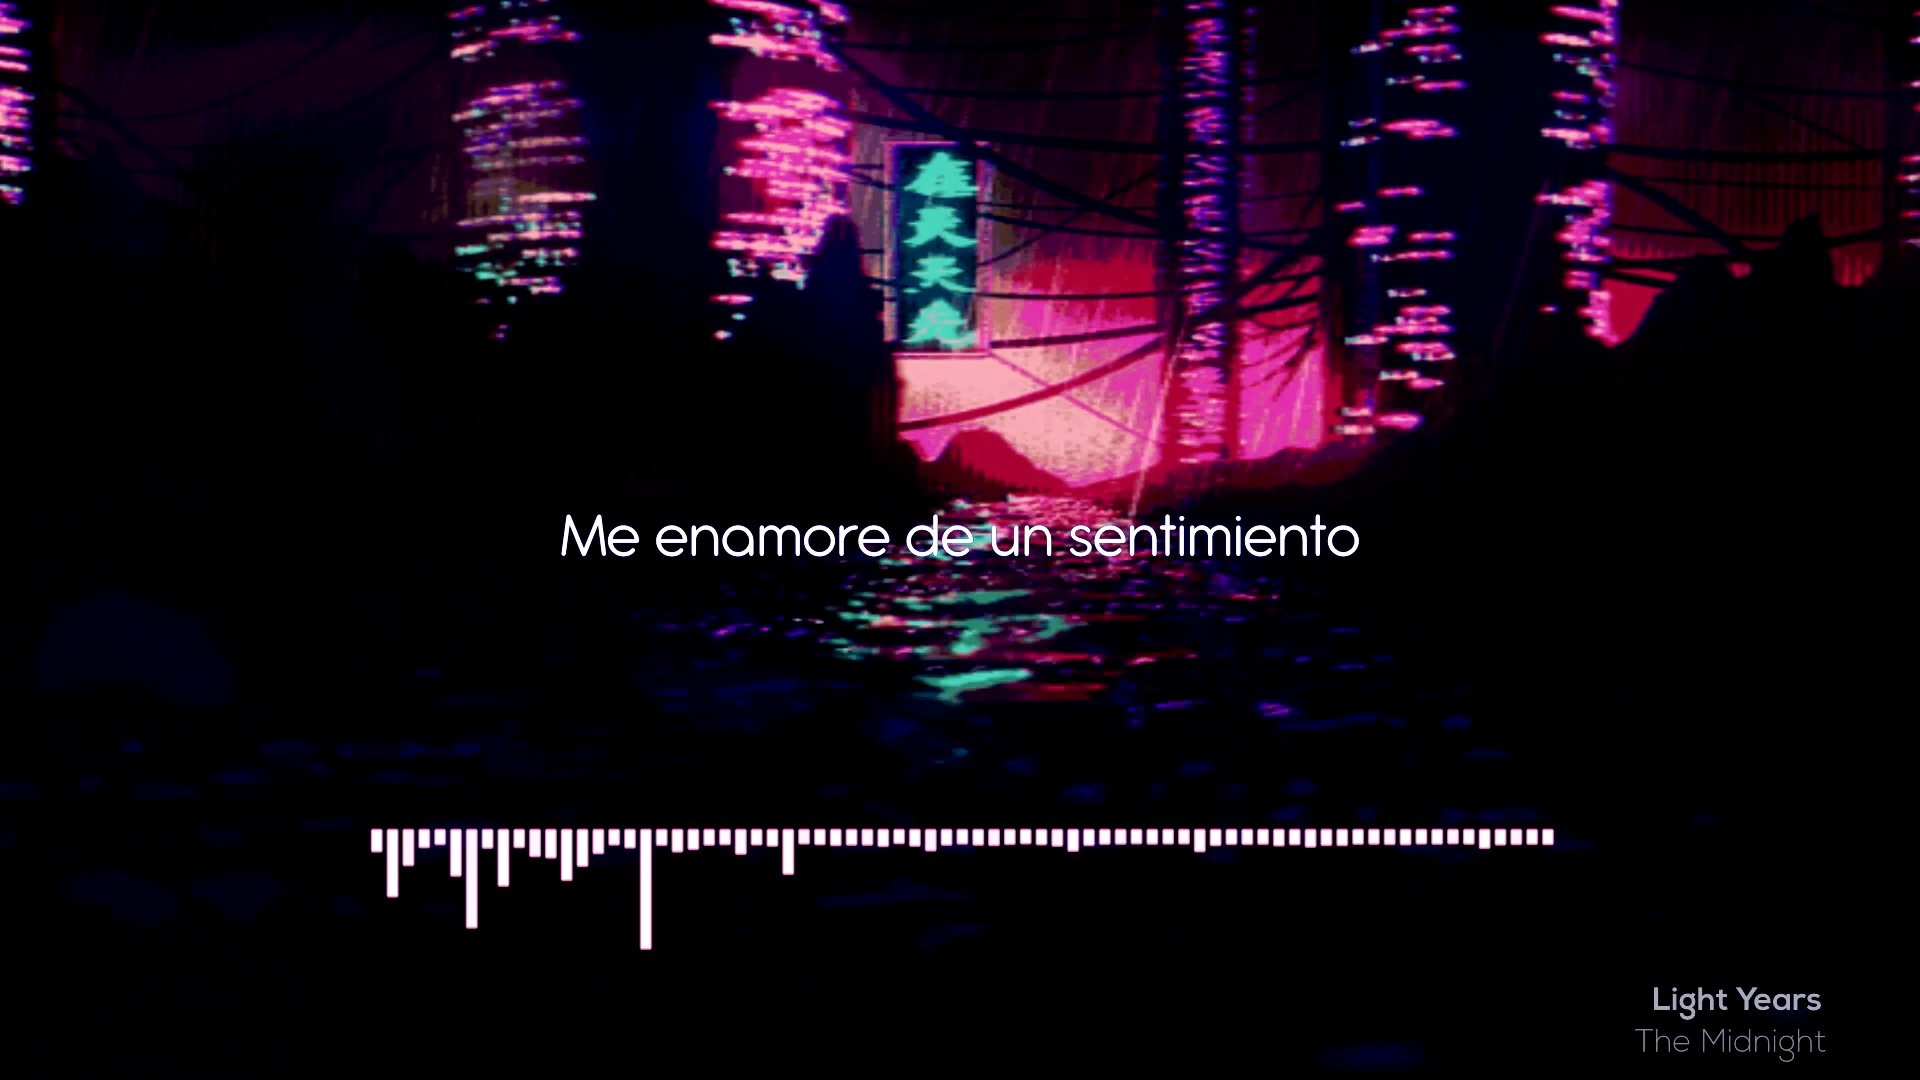 Me enamore de un sentimiento
Light Years
The Midnight